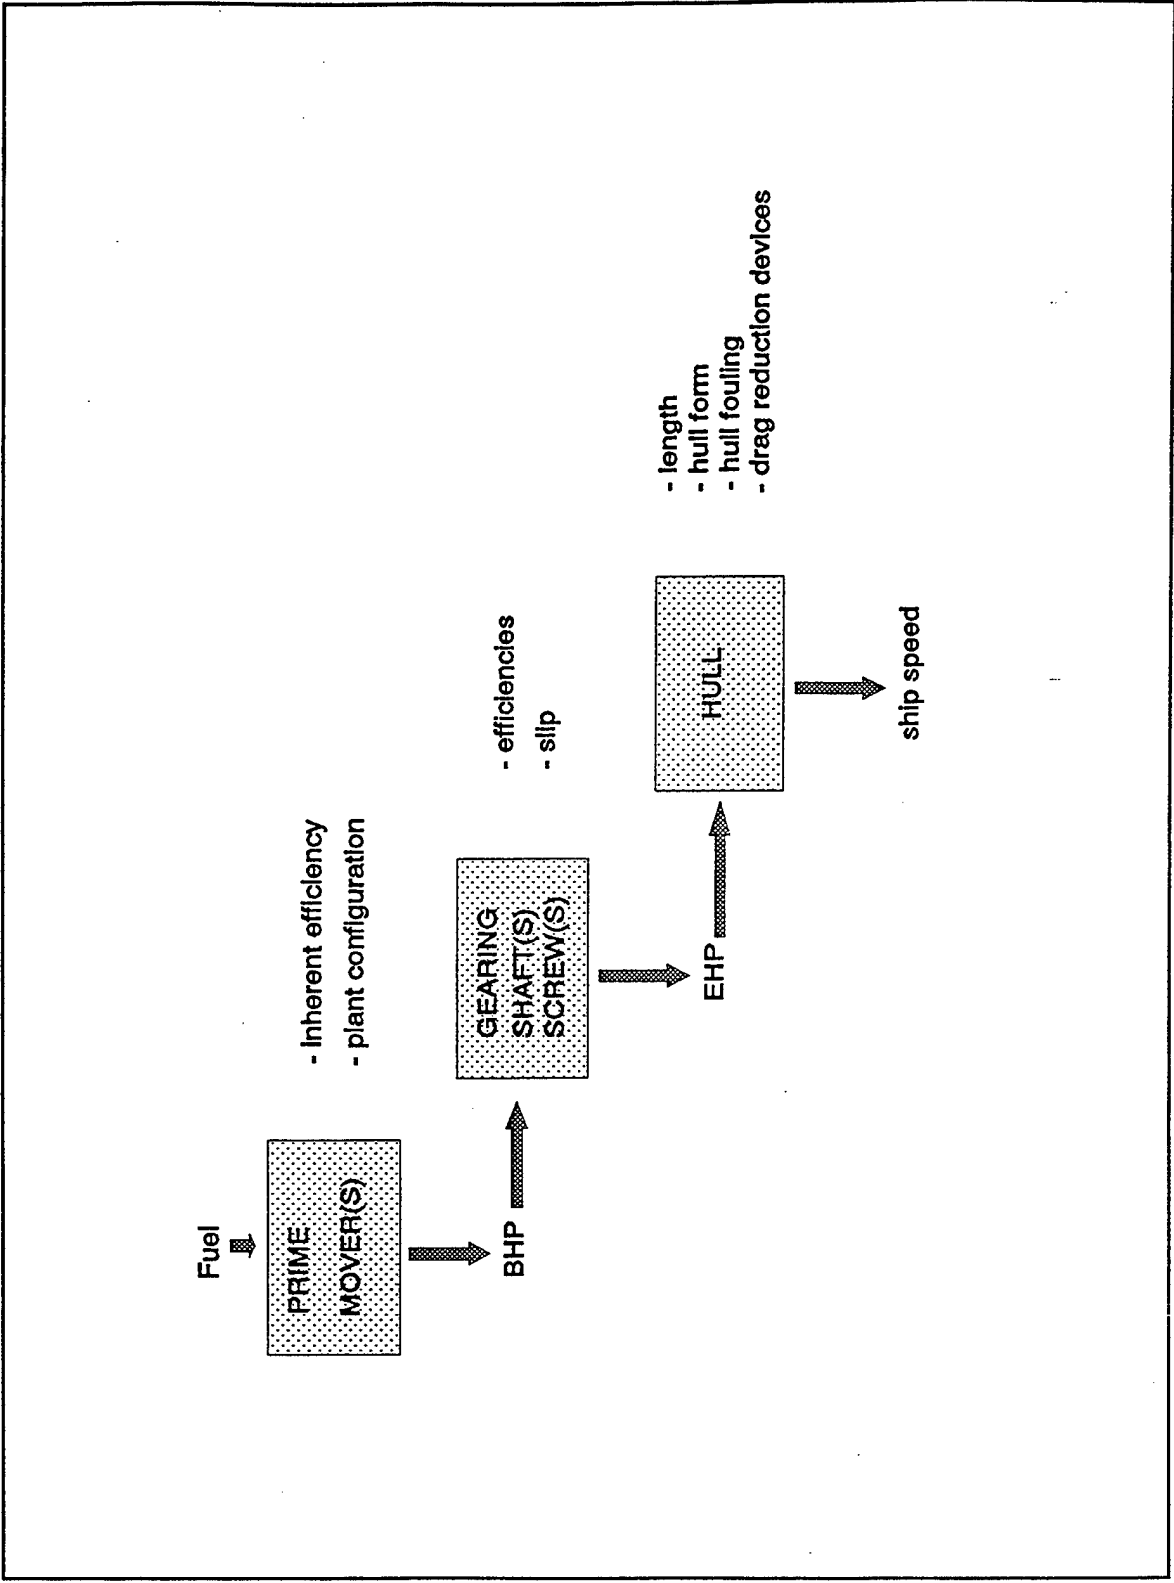 Fuel
PRIME
MOVER(S)
- Inherent efficiency
- plant configuration
BHP
GEARING
SHAFT(S)
SCREW(S)
- efficiencies
- slip
EHP
HULL
- length
- hull form
- hull fouling
- drag reduction devices
ship speed